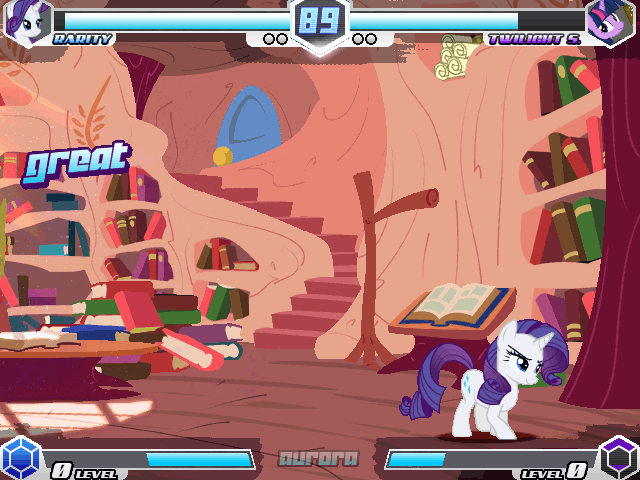 89
RARITY
TWILIGHT S.
great
0 LEVEL
aurora
LEVEL 0